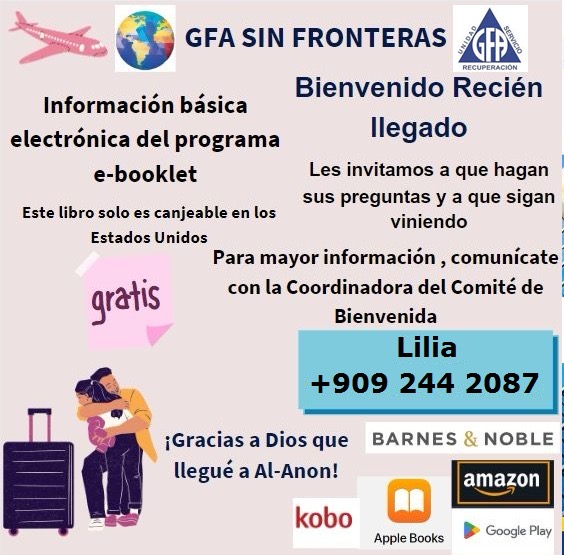 GFA SIN FRONTERAS
UNIDAD
SERVICIO
GFA
RECUPERACIÓN
Bienvenido Recién
llegado
Información básica
electrónica del programa
e-booklet
Este libro solo es canjeable en los
Estados Unidos
gratis
Les invitamos a que hagan
sus preguntas y a que sigan
viniendo
Para mayor información , comunícate
con la Coordinadora del Comité de
Bienvenida
Lilia
+909 244 2087
¡Gracias a Dios que
llegué a Al-Anon!
BARNES & NOBLE
amazon
kobo
Apple Books
Google Play